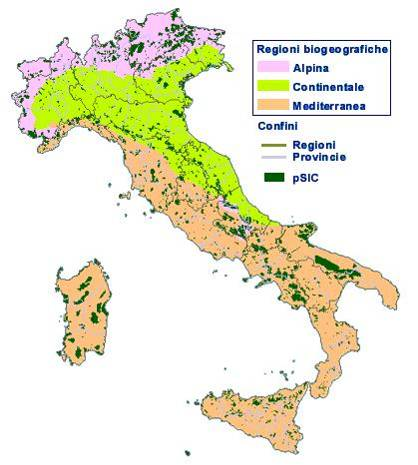 Regioni biogeografiche
Alpina
Continentale
Mediterranea
Confini
Regioni
Provincie
pSIC